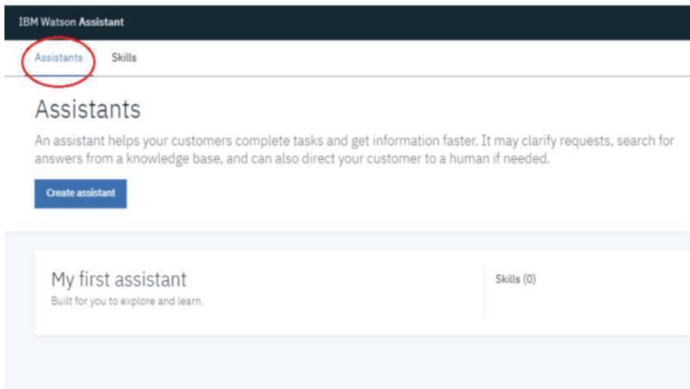 IBM Watson Assistant
Assistants Skills
Assistants
An assistant helps your customers complete tasks and get information faster. It may clarify requests, search for
answers from a knowledge base, and can also direct your customer to a human if needed.
Create assistant
My first assistant
Skills (0)
Built for you to explore and learn.